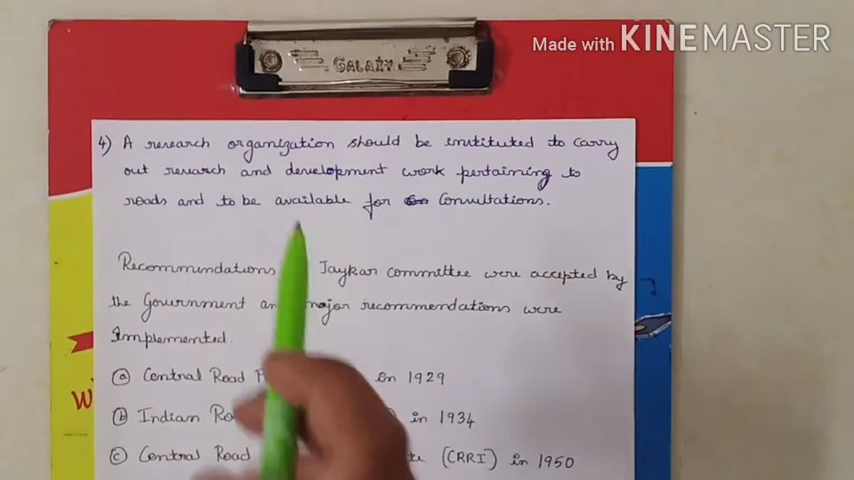 Made with KINEMASTER
GALAXY
4) A research organization should be instituted to carry
out research and development work pertaining to
roads and to be available for Consultations.
Recommendations Jaykar committee were accepted by
the Government major recommendations were
Implemented.
(a) Central Road in 1929
(b) Indian in 1934
(c) Central Road (CRRI) in 1950